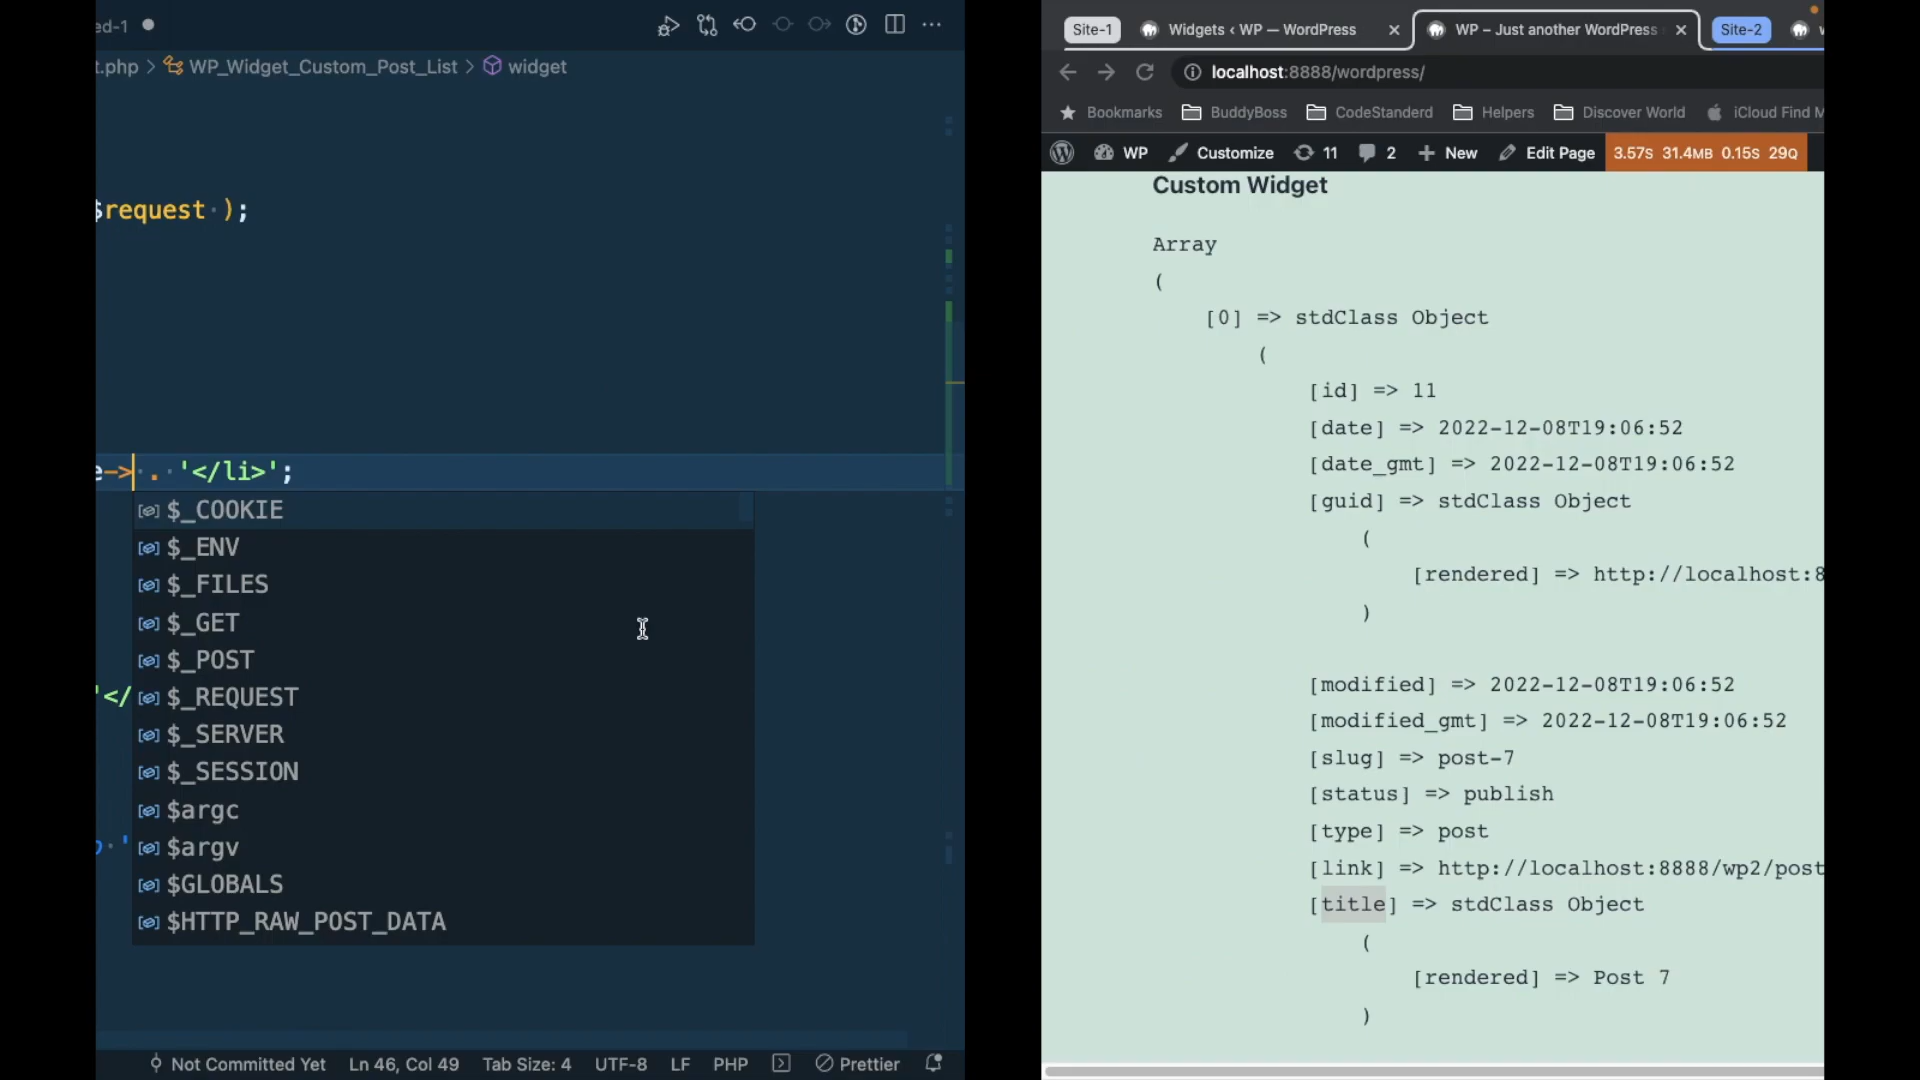 ed-1
t.php > WP_Widget_Custom_Post_List > widget
$request );
e-> . '</li>';
$_COOKIE
$_ENV
$_FILES
$_GET
$_POST
'</
$_REQUEST
$_SERVER
$_SESSION
$argc
'
$argv
$GLOBALS
$HTTP_RAW_POST_DATA
Not Committed Yet Ln 46, Col 49 Tab Size: 4 UTF-8 LF PHP Prettier
Site-1 Widgets ‹ WP — WordPress WP – Just another WordPress Site-2
localhost:8888/wordpress/
Bookmarks BuddyBoss CodeStanderd Helpers Discover World iCloud Find M
WP Customize 11 2 + New Edit Page 3.57S 31.4MB 0.15S 29Q
Custom Widget
Array
(
[0] => stdClass Object
(
[id] => 11
[date] => 2022-12-08T19:06:52
[date_gmt] => 2022-12-08T19:06:52
[guid] => stdClass Object
(
[rendered] => http://localhost:8
)
[modified] => 2022-12-08T19:06:52
[modified_gmt] => 2022-12-08T19:06:52
[slug] => post-7
[status] => publish
[type] => post
[link] => http://localhost:8888/wp2/post
[title] => stdClass Object
(
[rendered] => Post 7
)